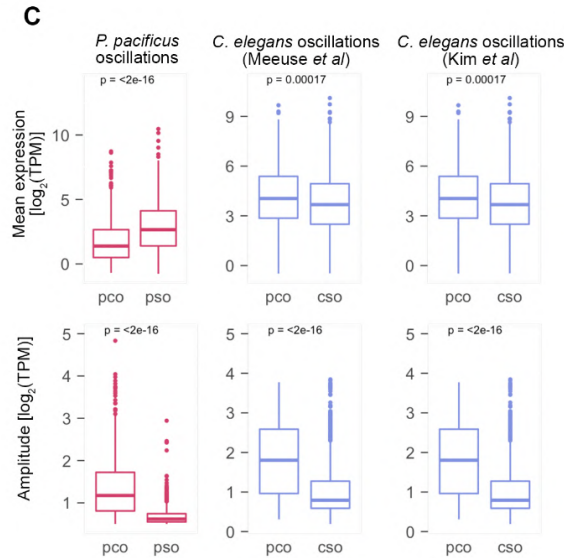 C
P. pacificus
oscillations
C. elegans oscillations
(Meeuse et al)
C. elegans oscillations
(Kim et al)
Mean expression
[log2(TPM)]
p = <2e-16
10
5
0
pco pso
p = 0.00017
9
6
3
0
pco cso
p = 0.00017
9
6
3
0
pco cso
Amplitude [log2(TPM)]
p = <2e-16
5
4
3
2
1
pco pso
p = <2e-16
5
4
3
2
1
0
pco cso
p = <2e-16
5
4
3
2
1
0
pco cso